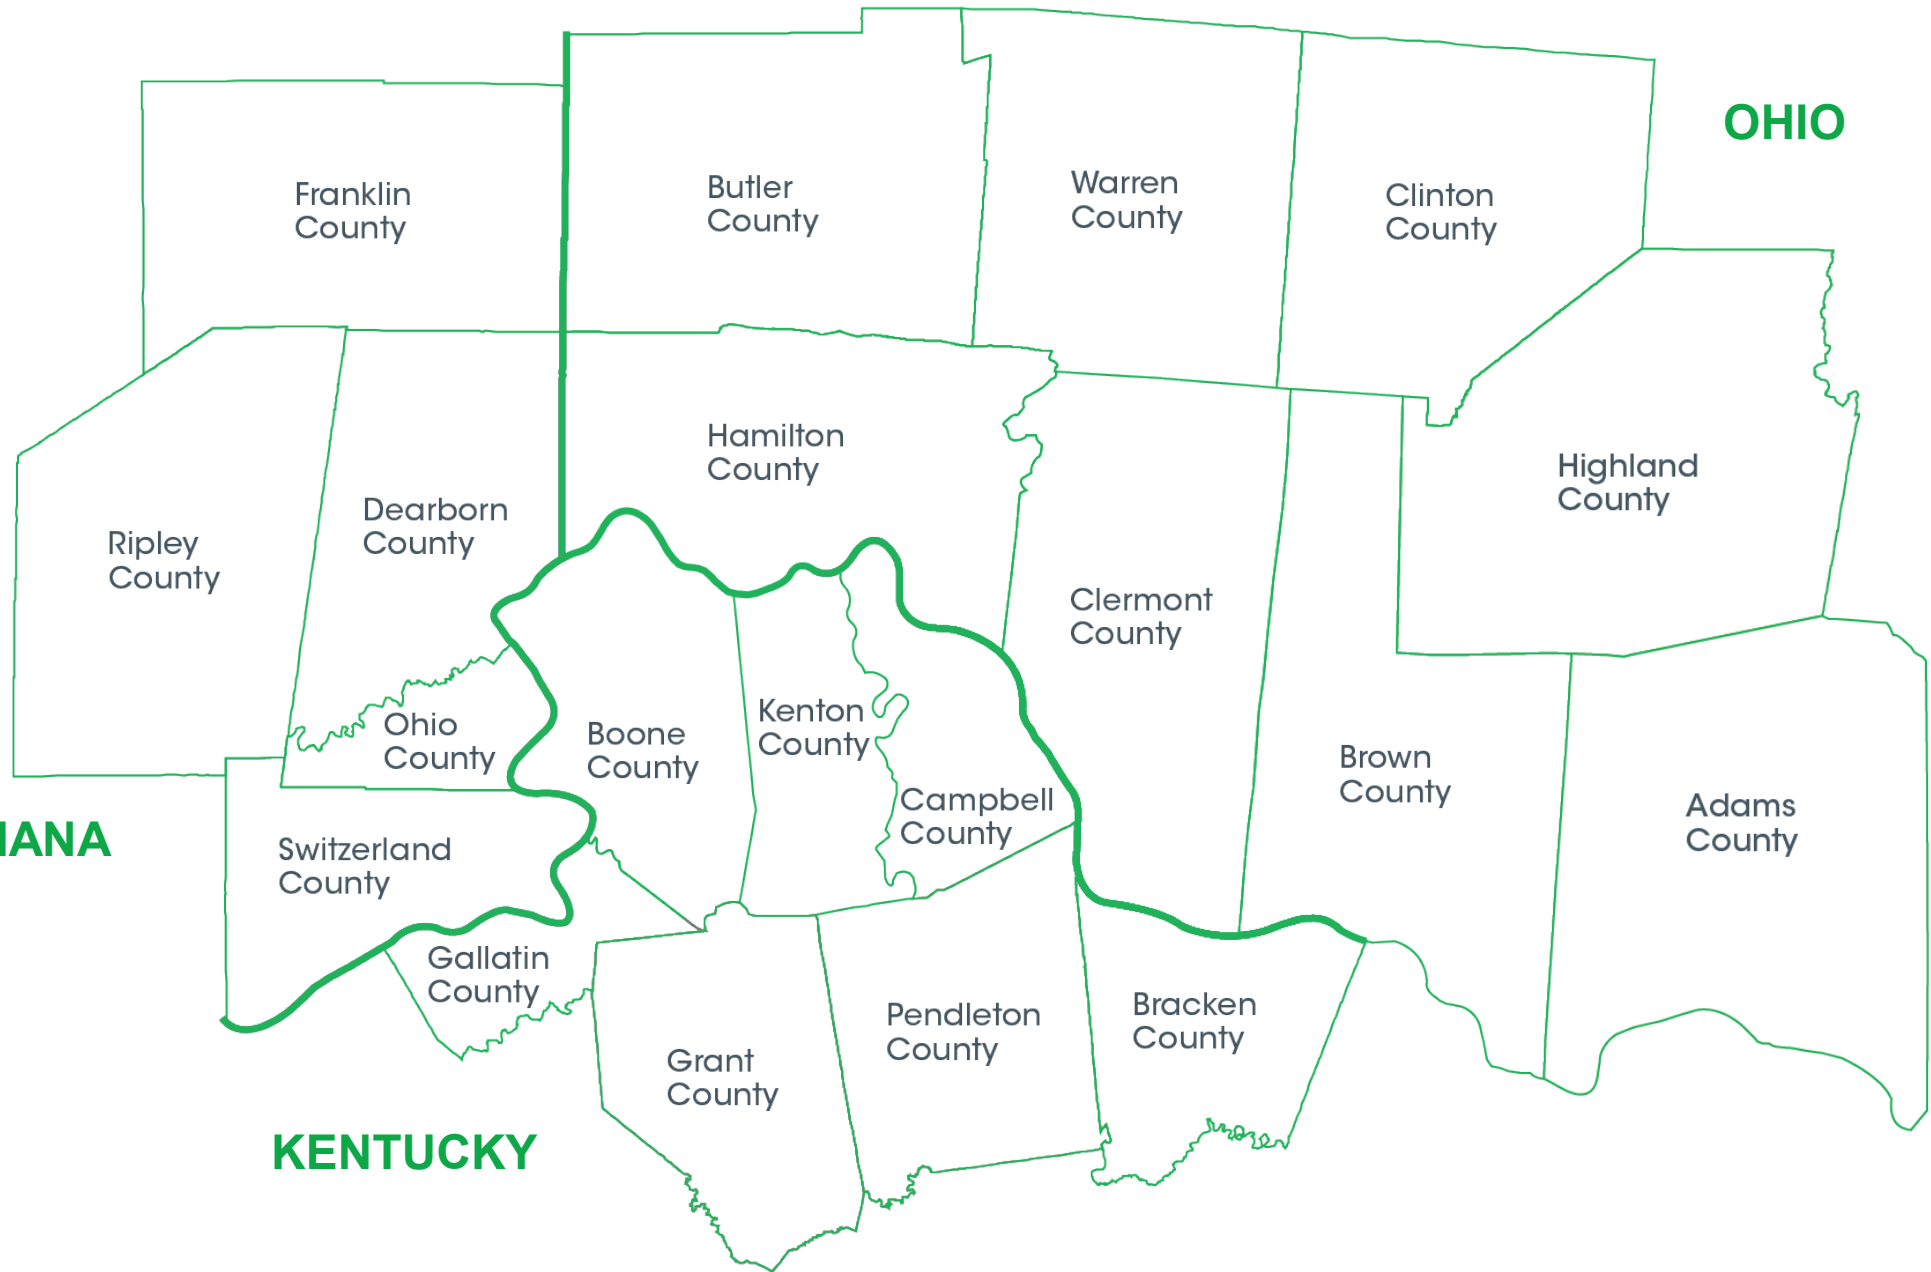 OHIO
Franklin
County
Butler
County
Warren
County
Clinton
County
Hamilton
County
Highland
County
Dearborn
County
Ripley
County
Clermont
County
Ohio
County
Boone
County
Kenton
County
Brown
County
Campbell
County
Adams
County
IANA
Switzerland
County
Gallatin
County
Pendleton
County
Bracken
County
Grant
County
KENTUCKY